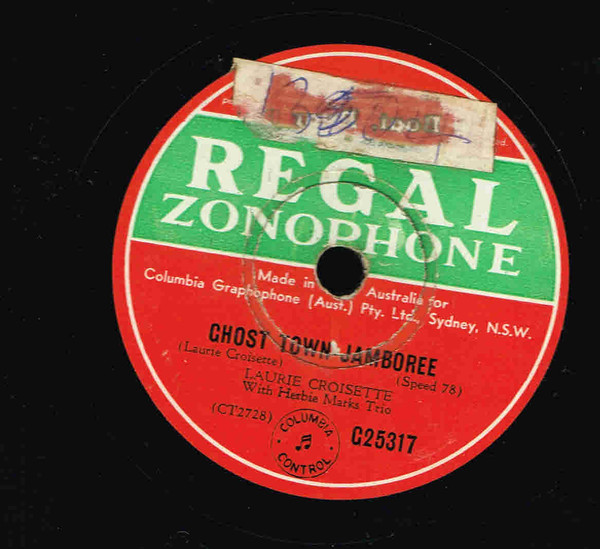 REGAL
ZONOPHONE
Made in Australia for
Columbia Graphophone (Aust.) Pty. Ltd., Sydney, N.S.W.
GHOST TOWN JAMBOREE
(Laurie Croisette)
(Speed 78)
LAURIE CROISETTE
With Herbie Marks Trio
(CT2728)
COLUMBIA
CONTROL
G25317